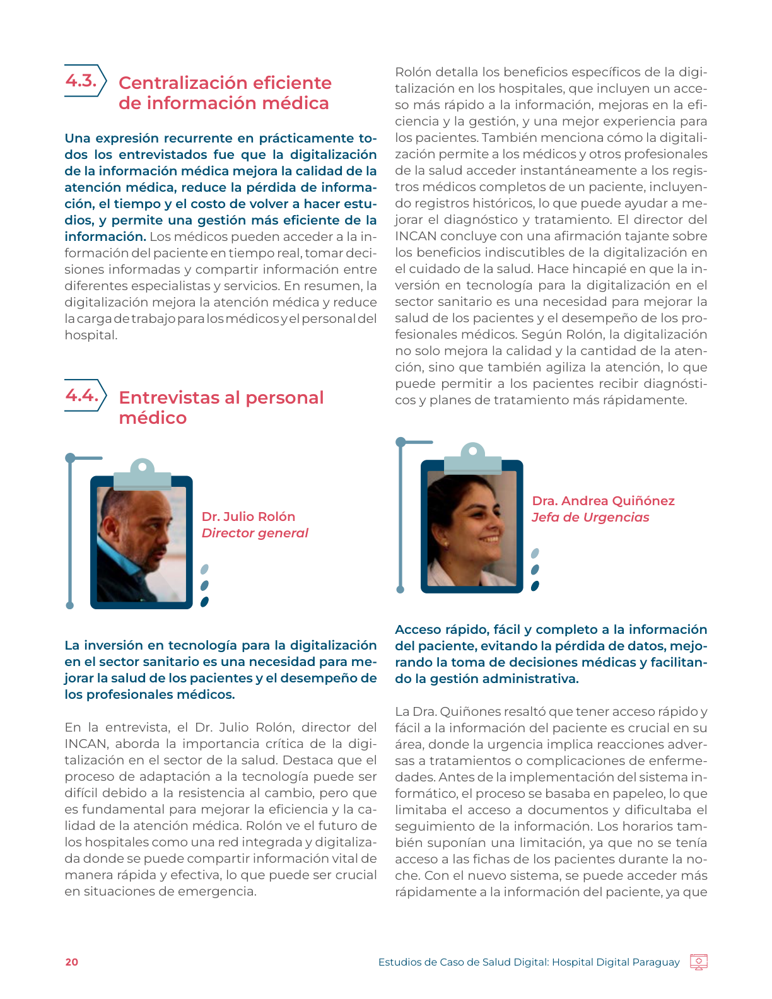 4.3.
Centralización eficiente
de información médica
Una expresión recurrente en prácticamente to-
dos los entrevistados fue que la digitalización
de la información médica mejora la calidad de la
atención médica, reduce la pérdida de informa-
ción, el tiempo y el costo de volver a hacer estu-
dios, y permite una gestión más eficiente de la
información. Los médicos pueden acceder a la in-
formación del paciente en tiempo real, tomar deci-
siones informadas y compartir información entre
diferentes especialistas y servicios. En resumen, la
digitalización mejora la atención médica y reduce
la carga de trabajo para los médicos y el personal del
hospital.
4.4.
Entrevistas al personal
médico
Dr. Julio Rolón
Director general
La inversión en tecnología para la digitalización
en el sector sanitario es una necesidad para me-
jorar la salud de los pacientes y el desempeño de
los profesionales médicos.
En la entrevista, el Dr. Julio Rolón, director del
INCAN, aborda la importancia crítica de la digi-
talización en el sector de la salud. Destaca que el
proceso de adaptación a la tecnología puede ser
difícil debido a la resistencia al cambio, pero que
es fundamental para mejorar la eficiencia y la ca-
lidad de la atención médica. Rolón ve el futuro de
los hospitales como una red integrada y digitaliza-
da donde se puede compartir información vital de
manera rápida y efectiva, lo que puede ser crucial
en situaciones de emergencia.
Rolón detalla los beneficios específicos de la digi-
talización en los hospitales, que incluyen un acce-
so más rápido a la información, mejoras en la efi-
ciencia y la gestión, y una mejor experiencia para
los pacientes. También menciona cómo la digitali-
zación permite a los médicos y otros profesionales
de la salud acceder instantáneamente a los regis-
tros médicos completos de un paciente, incluyen-
do registros históricos, lo que puede ayudar a me-
jorar el diagnóstico y tratamiento. El director del
INCAN concluye con una afirmación tajante sobre
los beneficios indiscutibles de la digitalización en
el cuidado de la salud. Hace hincapié en que la in-
versión en tecnología para la digitalización en el
sector sanitario es una necesidad para mejorar la
salud de los pacientes y el desempeño de los pro-
fesionales médicos. Según Rolón, la digitalización
no solo mejora la calidad y la cantidad de la aten-
ción, sino que también agiliza la atención, lo que
puede permitir a los pacientes recibir diagnósti-
cos y planes de tratamiento más rápidamente.
Dra. Andrea Quiñónez
Jefa de Urgencias
Acceso rápido, fácil y completo a la información
del paciente, evitando la pérdida de datos, mejo-
rando la toma de decisiones médicas y facilitan-
do la gestión administrativa.
La Dra. Quiñones resaltó que tener acceso rápido y
fácil a la información del paciente es crucial en su
área, donde la urgencia implica reacciones adver-
sas a tratamientos o complicaciones de enferme-
dades. Antes de la implementación del sistema in-
formático, el proceso se basaba en papeleo, lo que
limitaba el acceso a documentos y dificultaba el
seguimiento de la información. Los horarios tam-
bién suponían una limitación, ya que no se tenía
acceso a las fichas de los pacientes durante la no-
che. Con el nuevo sistema, se puede acceder más
rápidamente a la información del paciente, ya que
20
Estudios de Caso de Salud Digital: Hospital Digital Paraguay